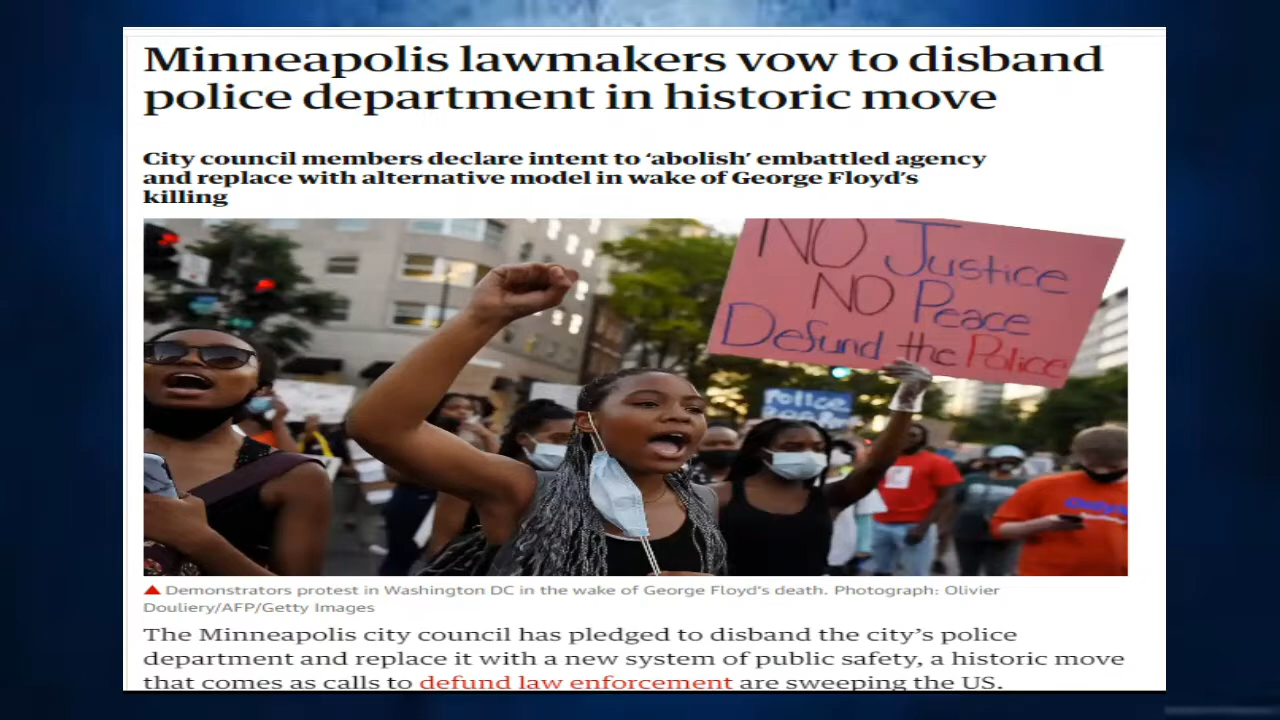 Minneapolis lawmakers vow to disband
police department in historic move
City council members declare intent to ‘abolish’ embattled agency
and replace with alternative model in wake of George Floyd’s
killing
NO Justice
NO Peace
Defund the Police
Police
Demonstrators protest in Washington DC in the wake of George Floyd’s death. Photograph: Olivier
Douliery/AFP/Getty Images
The Minneapolis city council has pledged to disband the city’s police
department and replace it with a new system of public safety, a historic move
that comes as calls to defund law enforcement are sweeping the US.